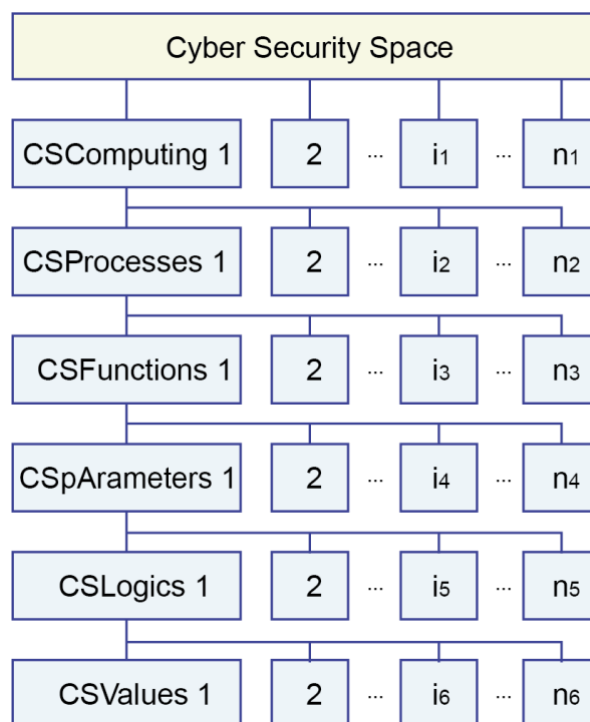 Cyber Security Space
CSComputing 1 2 ... i1 ... n1
CSProcesses 1 2 ... i2 ... n2
CSFunctions 1 2 ... i3 ... n3
CSpArameters 1 2 ... i4 ... n4
CSLogics 1 2 ... i5 ... n5
CSValues 1 2 ... i6 ... n6